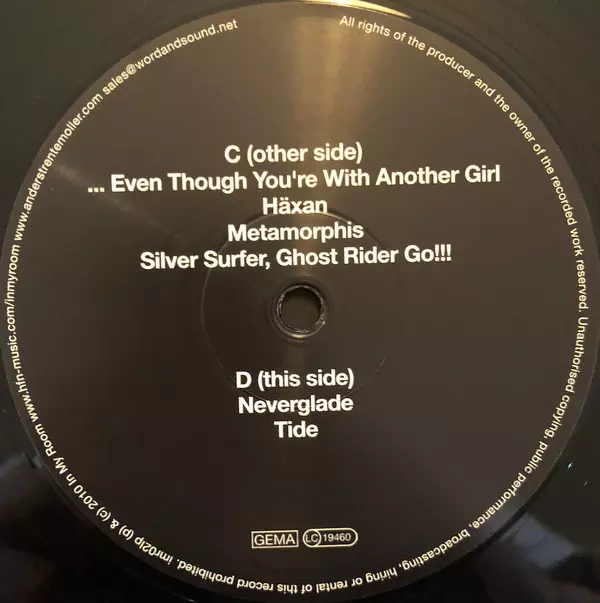 C (other side)
... Even Though You're With Another Girl
Häxan
Metamorphis
Silver Surfer, Ghost Rider Go!!!
D (this side)
Neverglade
Tide
GEMA LC 19460
All rights of the producer and the owner of the recorded work reserved. Unauthorised copying, public performance, broadcasting, hiring or rental of this record prohibited. imr02lp (p) & (c) 2010 In My Room www.hfn-music.com/inmyroom www.anderstrentemoller.com sales@wordandsound.net